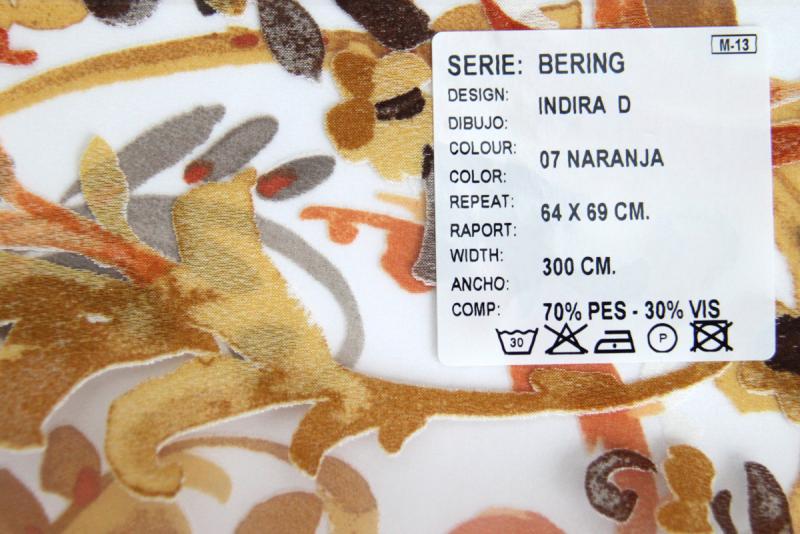 M-13
SERIE: BERING
DESIGN:
DIBUJO:
INDIRA D
COLOUR:
COLOR:
07 NARANJA
REPEAT:
RAPORT:
64 X 69 CM.
WIDTH:
ANCHO:
300 CM.
COMP: 70% PES - 30% VIS
30 P